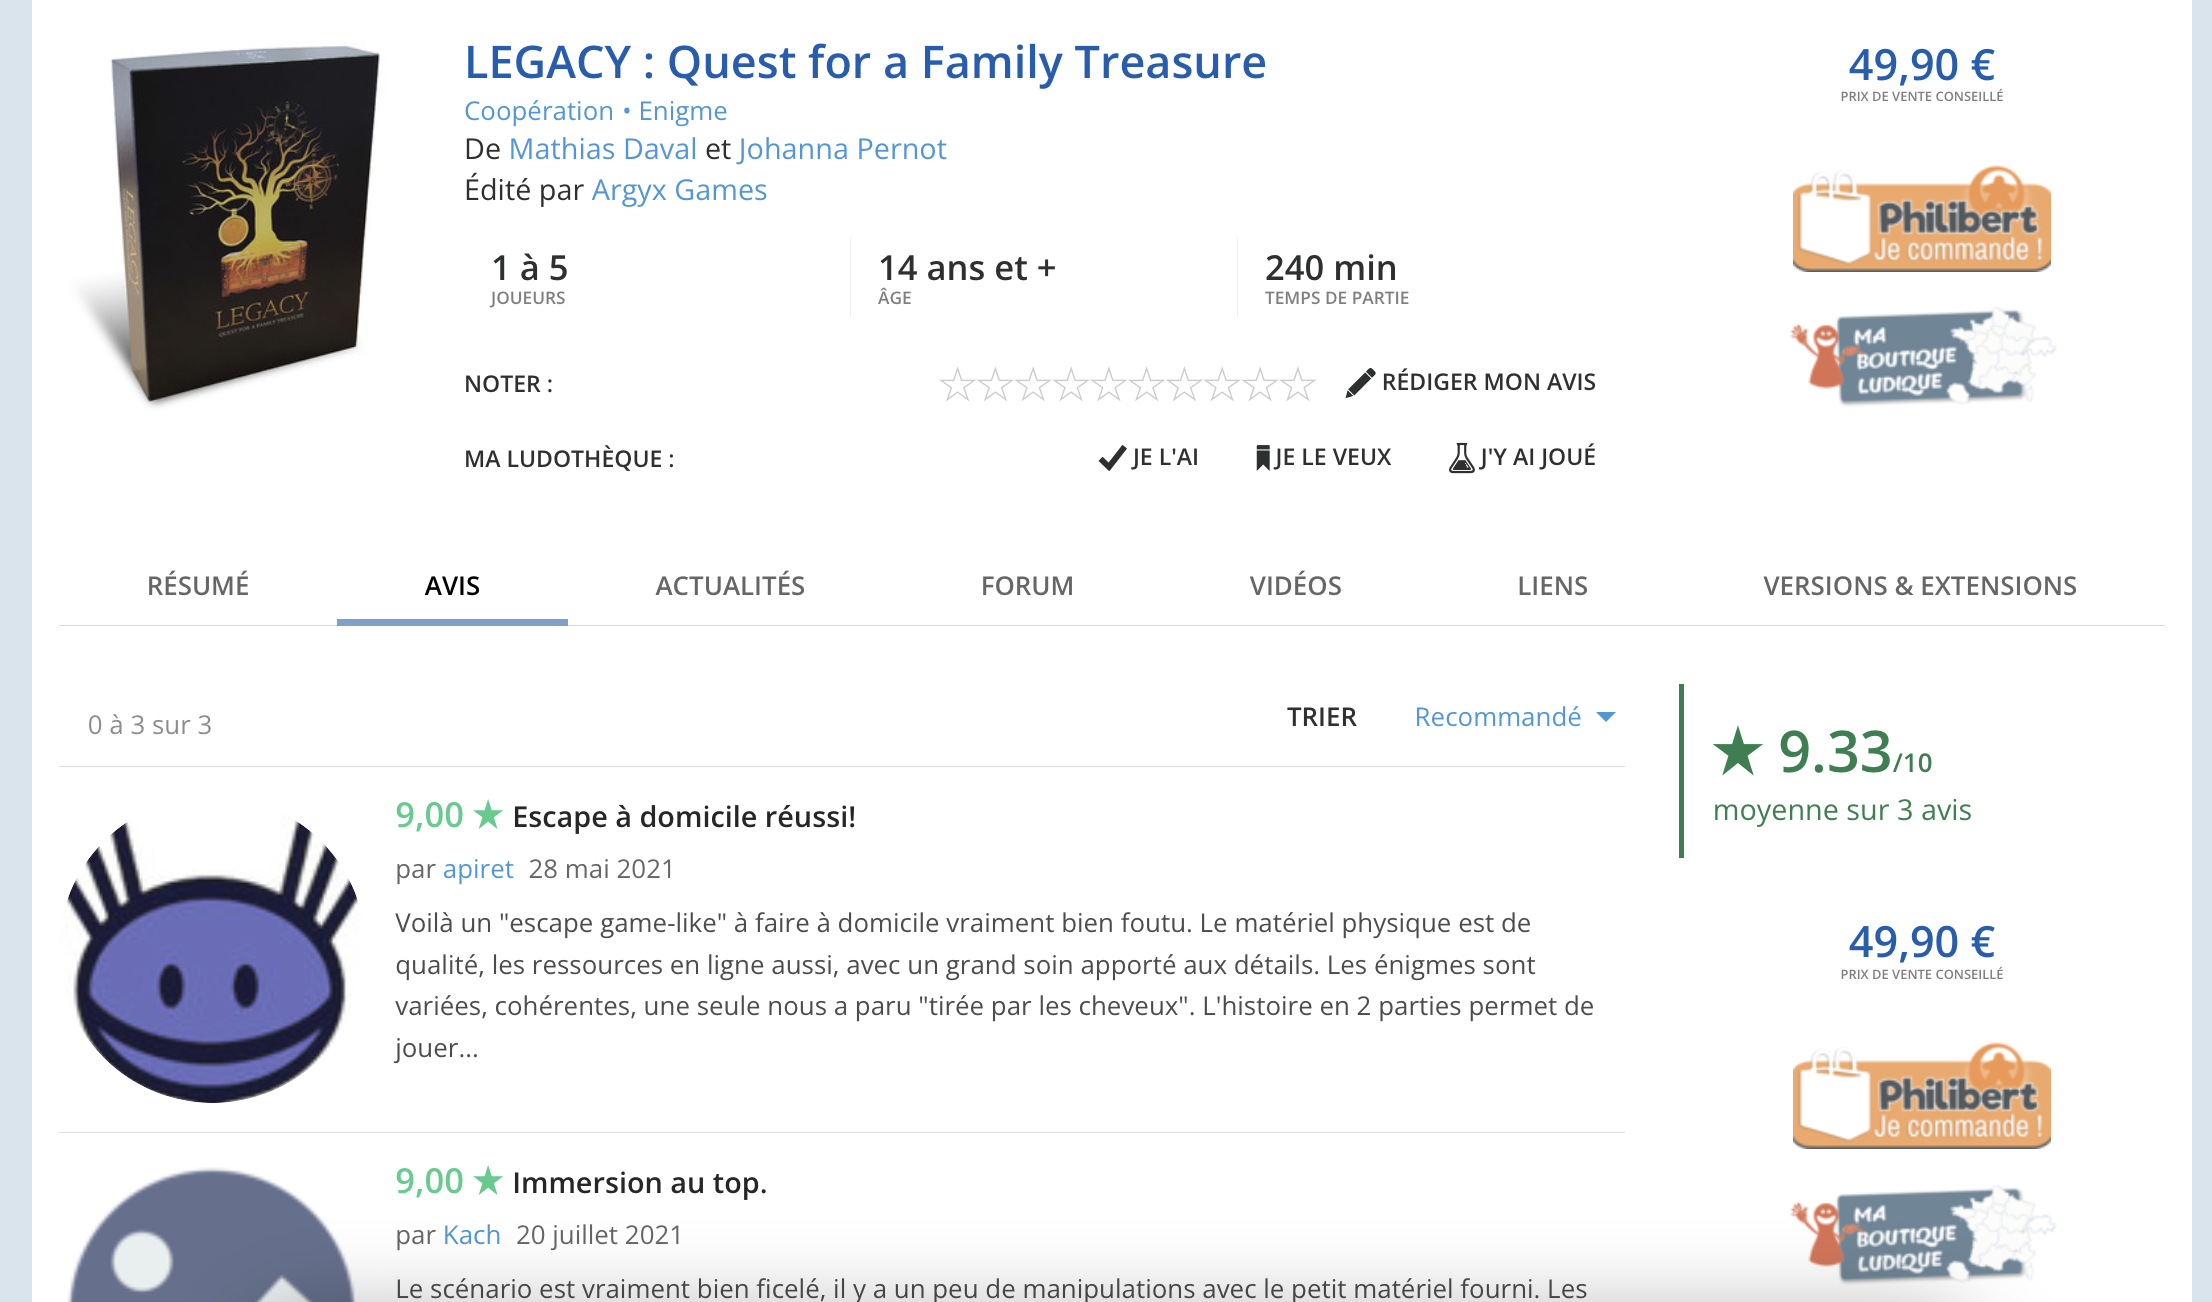 LEGACY : Quest for a Family Treasure
Coopération • Enigme
De Mathias Daval et Johanna Pernot
Édité par Argyx Games
LEGACY
LEGACY
QUEST FOR A FAMILY TREASURE
1 à 5
JOUEURS
14 ans et +
ÂGE
240 min
TEMPS DE PARTIE
NOTER :
RÉDIGER MON AVIS
MA LUDOTHÈQUE :
JE L'AI
JE LE VEUX
J'Y AI JOUÉ
49,90 €
PRIX DE VENTE CONSEILLÉ
Philibert
Je commande !
MA
BOUTIQUE
LUDIQUE
RÉSUMÉ
AVIS
ACTUALITÉS
FORUM
VIDÉOS
LIENS
VERSIONS & EXTENSIONS
0 à 3 sur 3
TRIER
Recommandé
9,00 ★ Escape à domicile réussi!
par apiret 28 mai 2021
Voilà un "escape game-like" à faire à domicile vraiment bien foutu. Le matériel physique est de
qualité, les ressources en ligne aussi, avec un grand soin apporté aux détails. Les énigmes sont
variées, cohérentes, une seule nous a paru "tirée par les cheveux". L'histoire en 2 parties permet de
jouer...
9,00 ★ Immersion au top.
par Kach 20 juillet 2021
Le scénario est vraiment bien ficelé, il y a un peu de manipulations avec le petit matériel fourni. Les
★ 9.33/10
moyenne sur 3 avis
49,90 €
PRIX DE VENTE CONSEILLÉ
Philibert
Je commande !
MA
BOUTIQUE
LUDIQUE